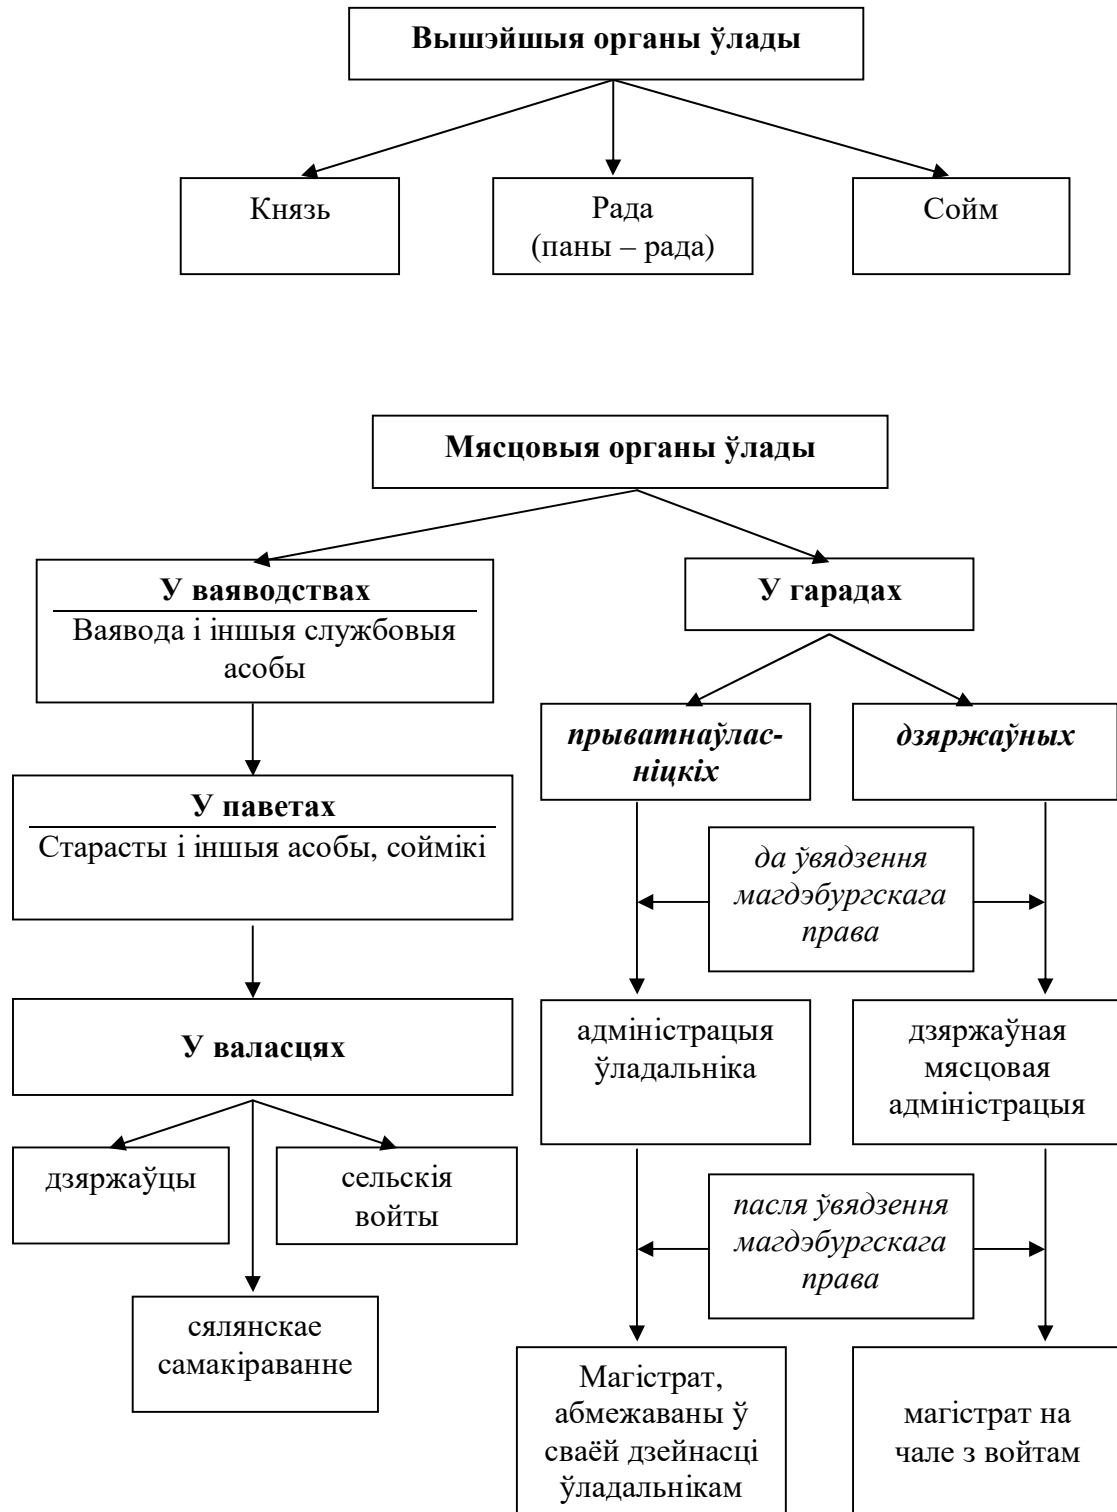 Вышэйшыя органы ўлады
Князь
Рада
(паны – рада)
Сойм
Мясцовыя органы ўлады
У ваяводствах
Ваявода і іншыя службовыя
асобы
У гарадах
прыватнаўлас-
ніцкіх
дзяржаўных
У паветах
Старасты і іншыя асобы, соймікі
да ўвядзення
магдэбургскага
права
У валасцях
адміністрацыя
ўладальніка
дзяржаўная
мясцовая
адміністрацыя
дзяржаўцы
сельскія
войты
пасля ўвядзення
магдэбургскага
права
сялянскае
самакіраванне
Магістрат,
абмежаваны ў
сваёй дзейнасці
ўладальнікам
магістрат на
чале з войтам